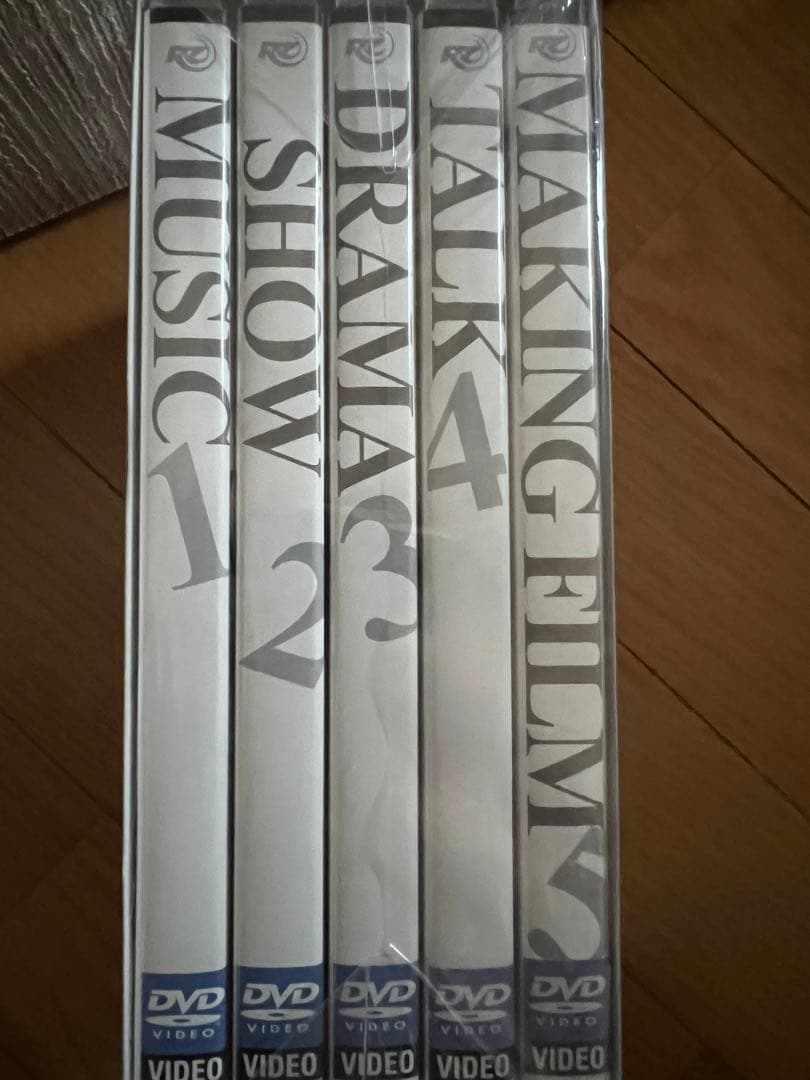 RC
MUSIC
1
DVD
VIDEO
VIDEO
RC
SHOW
2
DVD
VIDEO
VIDEO
RC
DRAMA
3
DVD
VIDEO
VIDEO
RC
TALK
4
DVD
VIDEO
VIDEO
RC
MAKING FILM
5
DVD
VIDEO
VIDEO